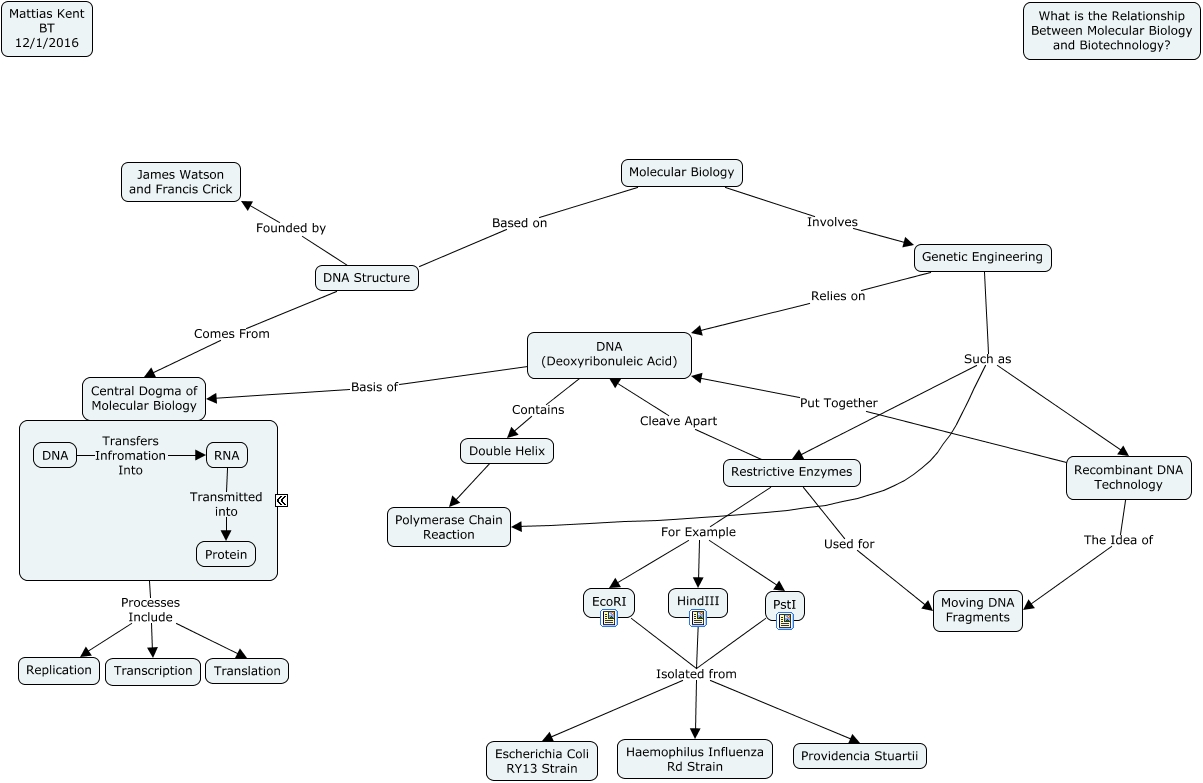 Mattias Kent
BT
12/1/2016
What is the Relationship
Between Molecular Biology
and Biotechnology?
James Watson
and Francis Crick
Molecular Biology
Founded by
Based on
Involves
DNA Structure
Genetic Engineering
Relies on
Comes From
DNA
(Deoxyribonuleic Acid)
Such as
Basis of
Central Dogma of
Molecular Biology
Contains
Cleave Apart
Put Together
DNA
Transfers
Infromation
Into
RNA
Double Helix
Restrictive Enzymes
Recombinant DNA
Technology
Transmitted
into
Protein
Polymerase Chain
Reaction
For Example
Used for
The Idea of
EcoRI
HindIII
PstI
Moving DNA
Fragments
Processes
Include
Replication
Transcription
Translation
Isolated from
Escherichia Coli
RY13 Strain
Haemophilus Influenza
Rd Strain
Providencia Stuartii